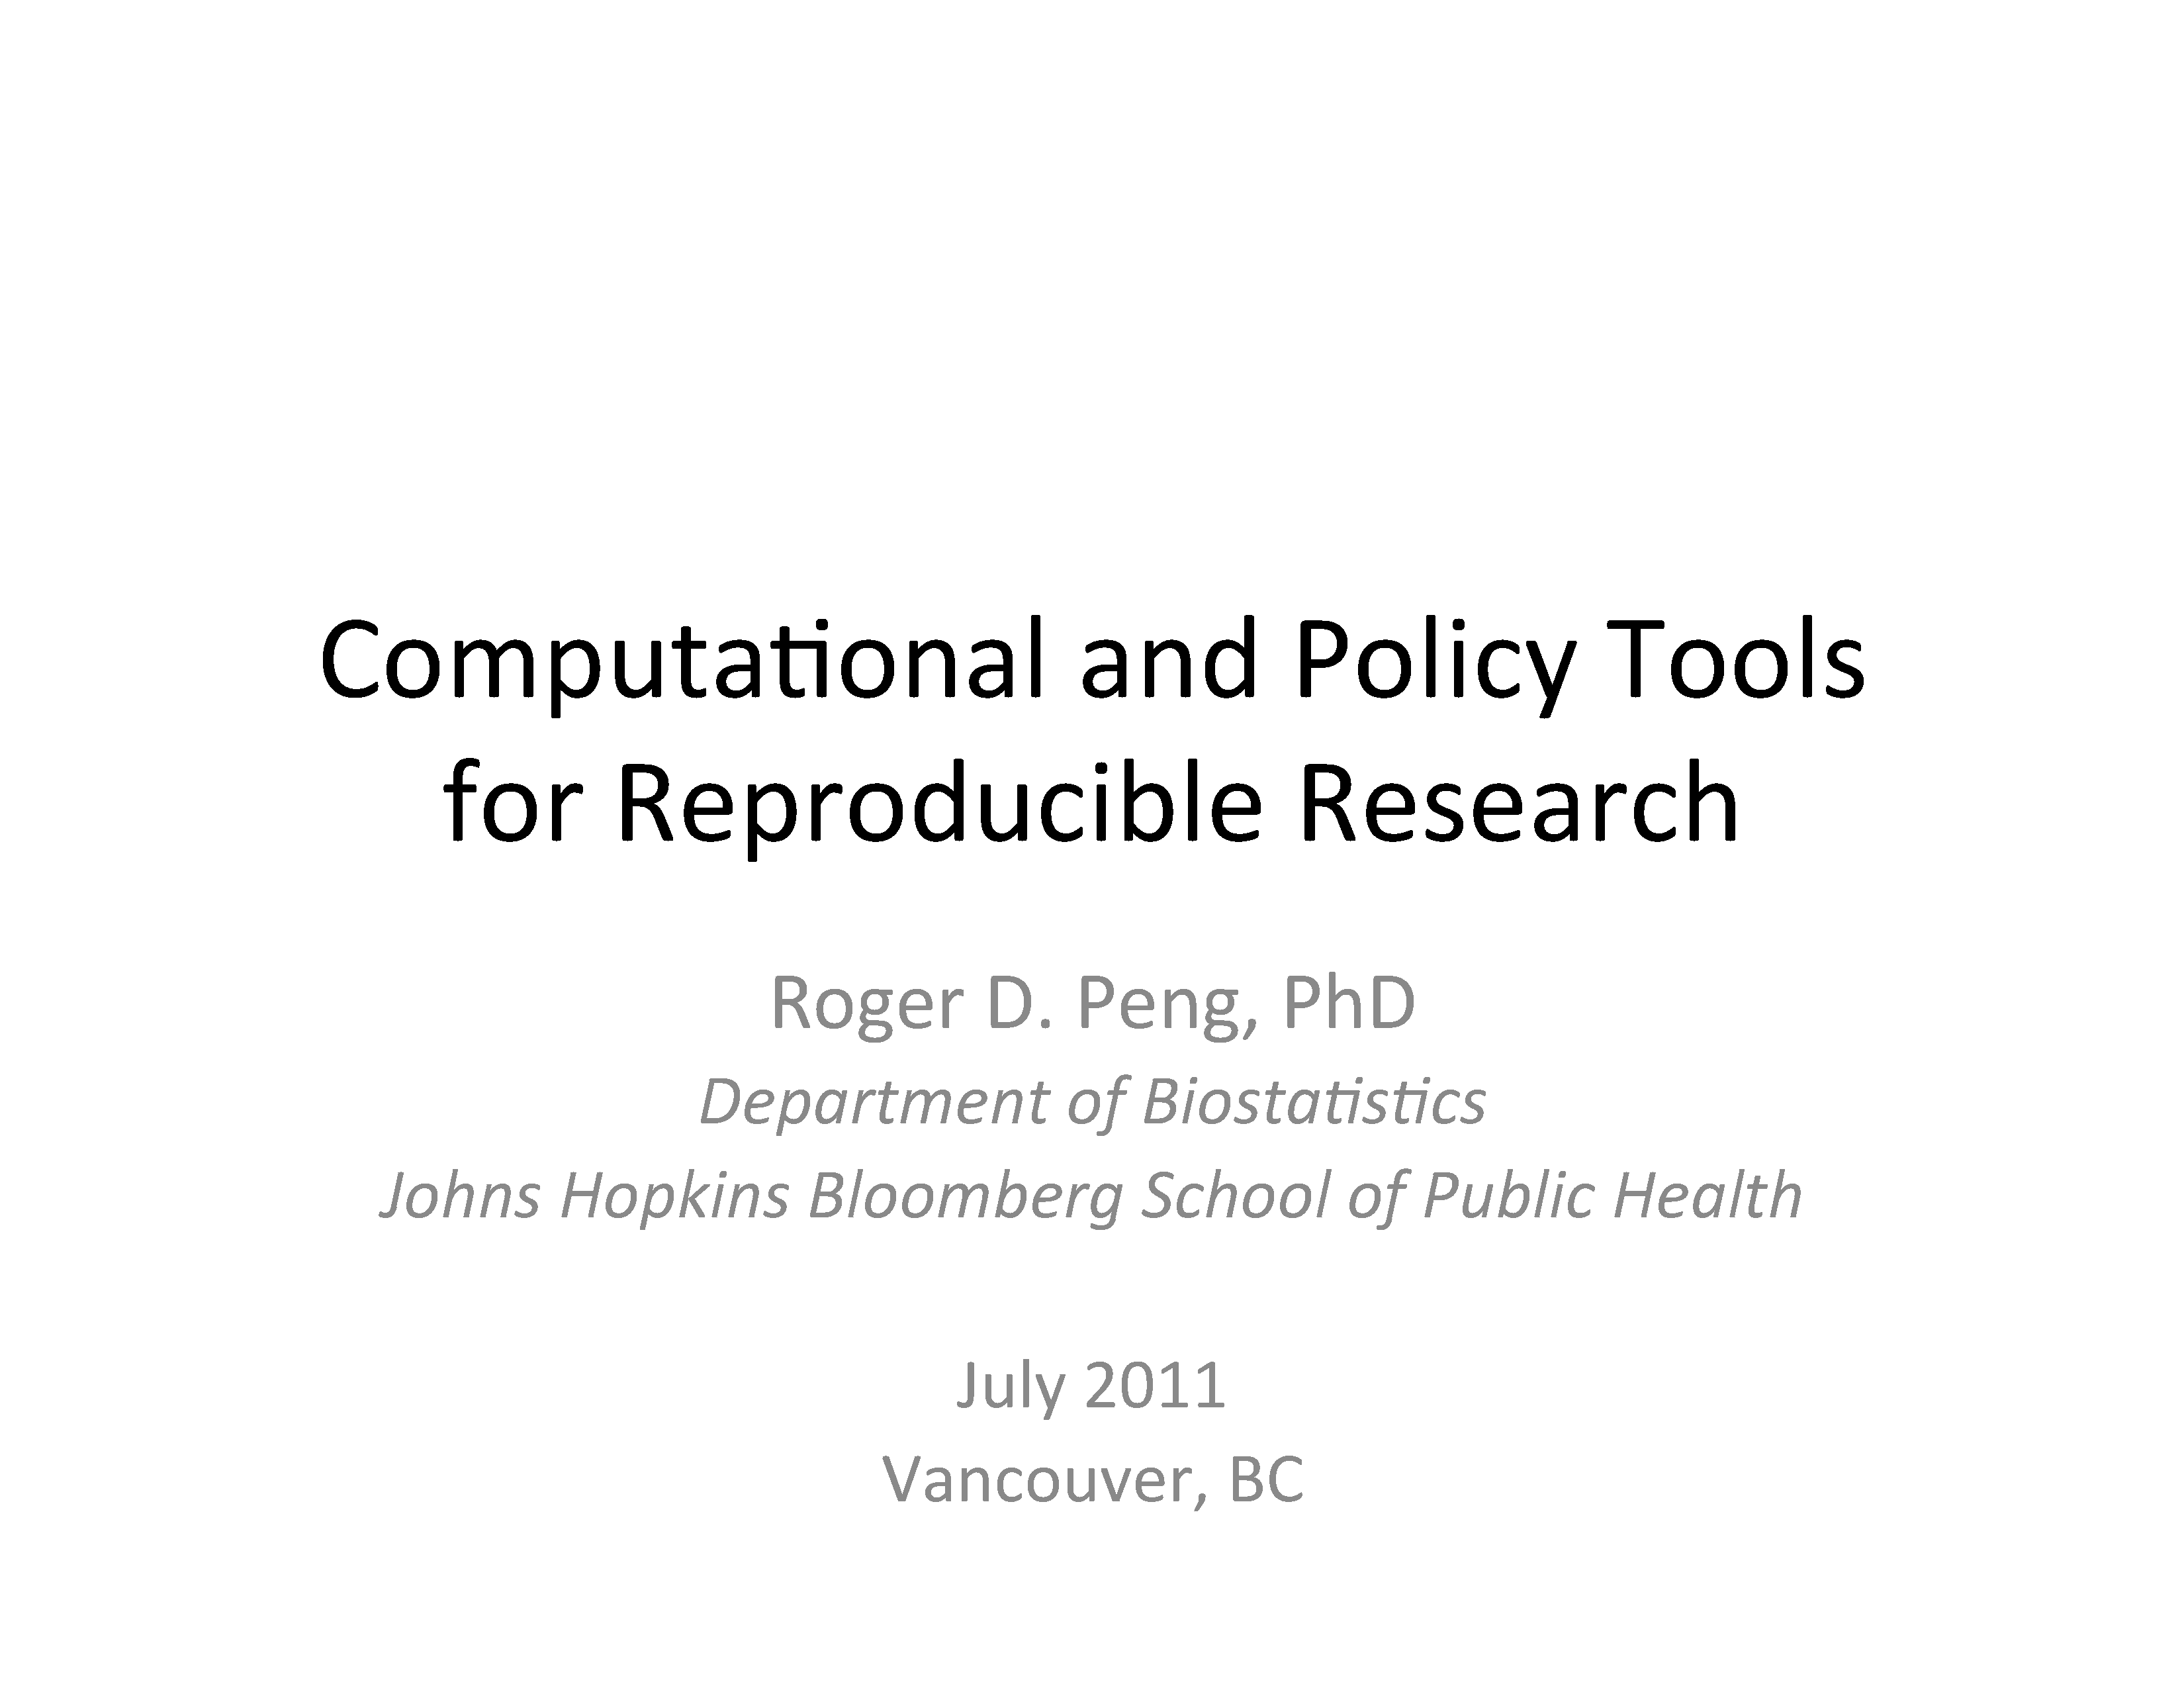 Computational and Policy Tools
for Reproducible Research
Roger D. Peng, PhD
Department of Biostatistics
Johns Hopkins Bloomberg School of Public Health
July 2011
Vancouver, BC